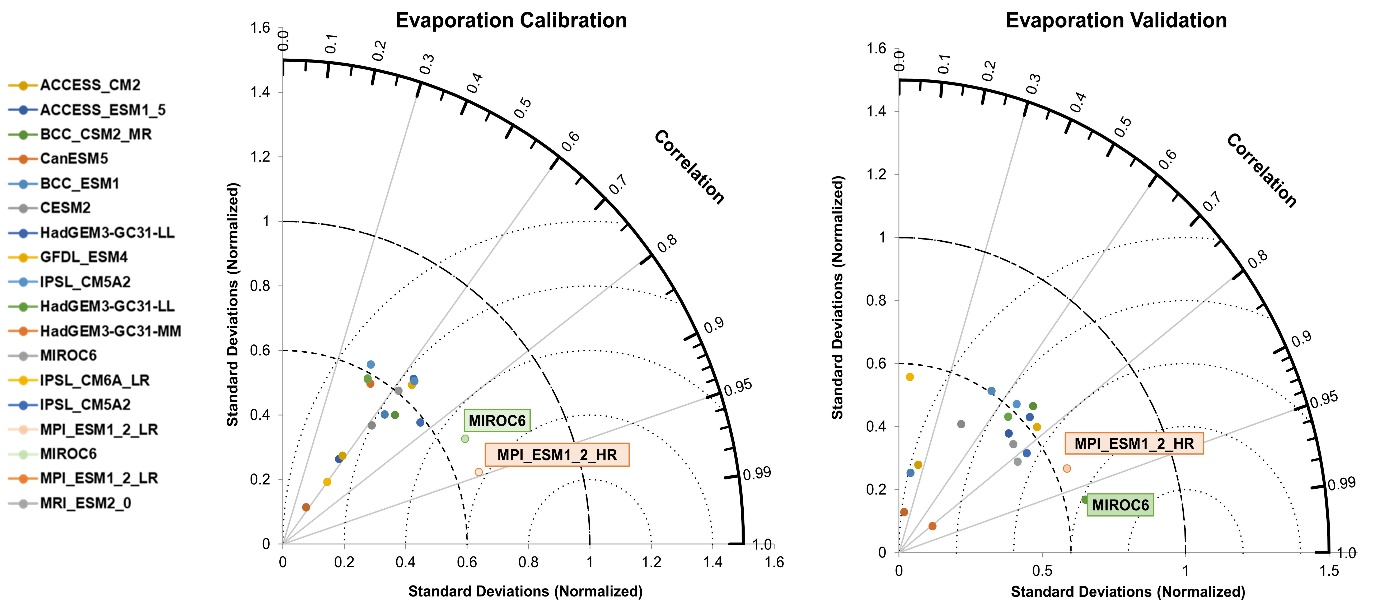 ACCESS_CM2
ACCESS_ESM1_5
BCC_CSM2_MR
CanESM5
BCC_ESM1
CESM2
HadGEM3-GC31-LL
GFDL_ESM4
IPSL_CM5A2
HadGEM3-GC31-LL
HadGEM3-GC31-MM
MIROC6
IPSL_CM6A_LR
IPSL_CM5A2
MPI_ESM1_2_LR
MIROC6
MPI_ESM1_2_LR
MRI_ESM2_0
Evaporation Calibration
Standard Deviations (Normalized)
1.6
1.4
1.2
1
0.8
0.6
0.4
0.2
0
0.0
0.1
0.2
0.3
0.4
0.5
0.6
0.7
0.8
0.9
0.95
0.99
1.0
Correlation
MIROC6
MPI_ESM1_2_HR
0
0.2
0.4
0.6
0.8
1
1.2
1.4
1.6
Standard Deviations (Normalized)
Evaporation Validation
Standard Deviations (Normalized)
1.6
1.4
1.2
1
0.8
0.6
0.4
0.2
0
0.0
0.1
0.2
0.3
0.4
0.5
0.6
0.7
0.8
0.9
0.95
0.99
1.0
Correlation
MPI_ESM1_2_HR
MIROC6
0
0.5
1
1.5
Standard Deviations (Normalized)